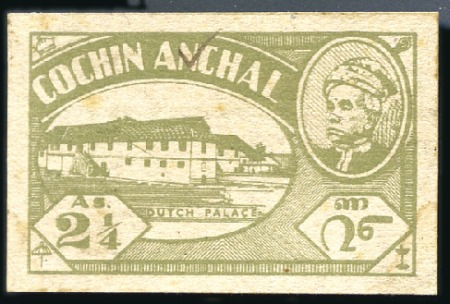 COCHIN ANCHAL
DUTCH PALACE
As.
2 1/4